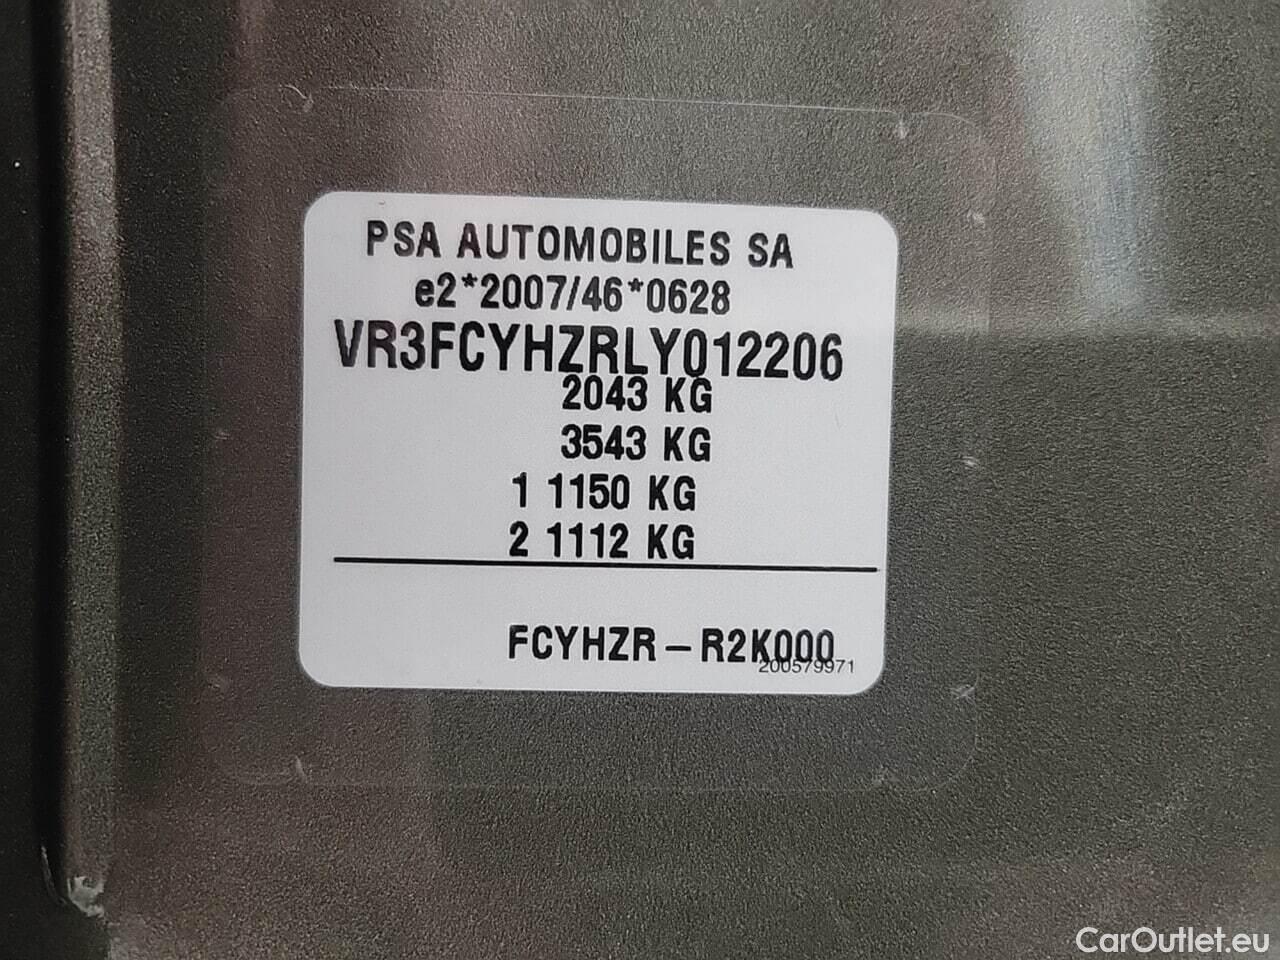 PSA AUTOMOBILES SA
e2*2007/46*0628
VR3FCYHZRLY012206
2043 KG
3543 KG
1 1150 KG
2 1112 KG
FCYHZR – R2K000
200579971
CarOutlet.eu